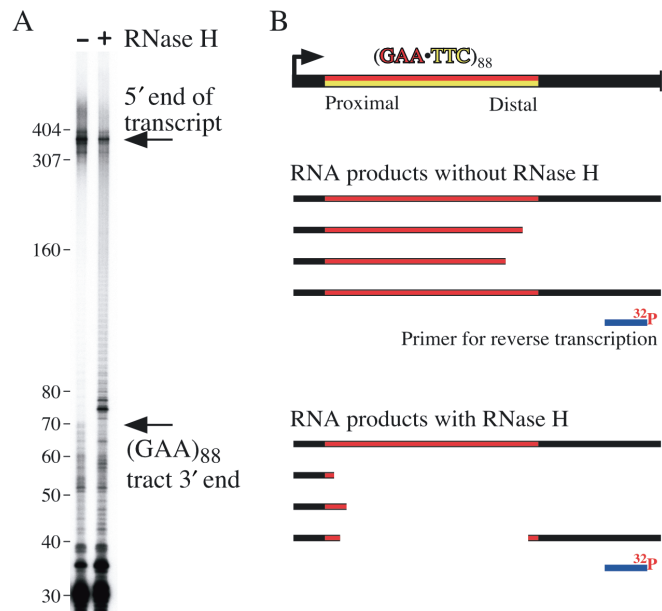 A
– + RNase H
5′ end of
transcript
404
307
160
80
70
60
50
40
30
(GAA)88
tract 3′ end
B
(GAA•TTC)88
Proximal Distal
RNA products without RNase H
32P
Primer for reverse transcription
RNA products with RNase H
32P